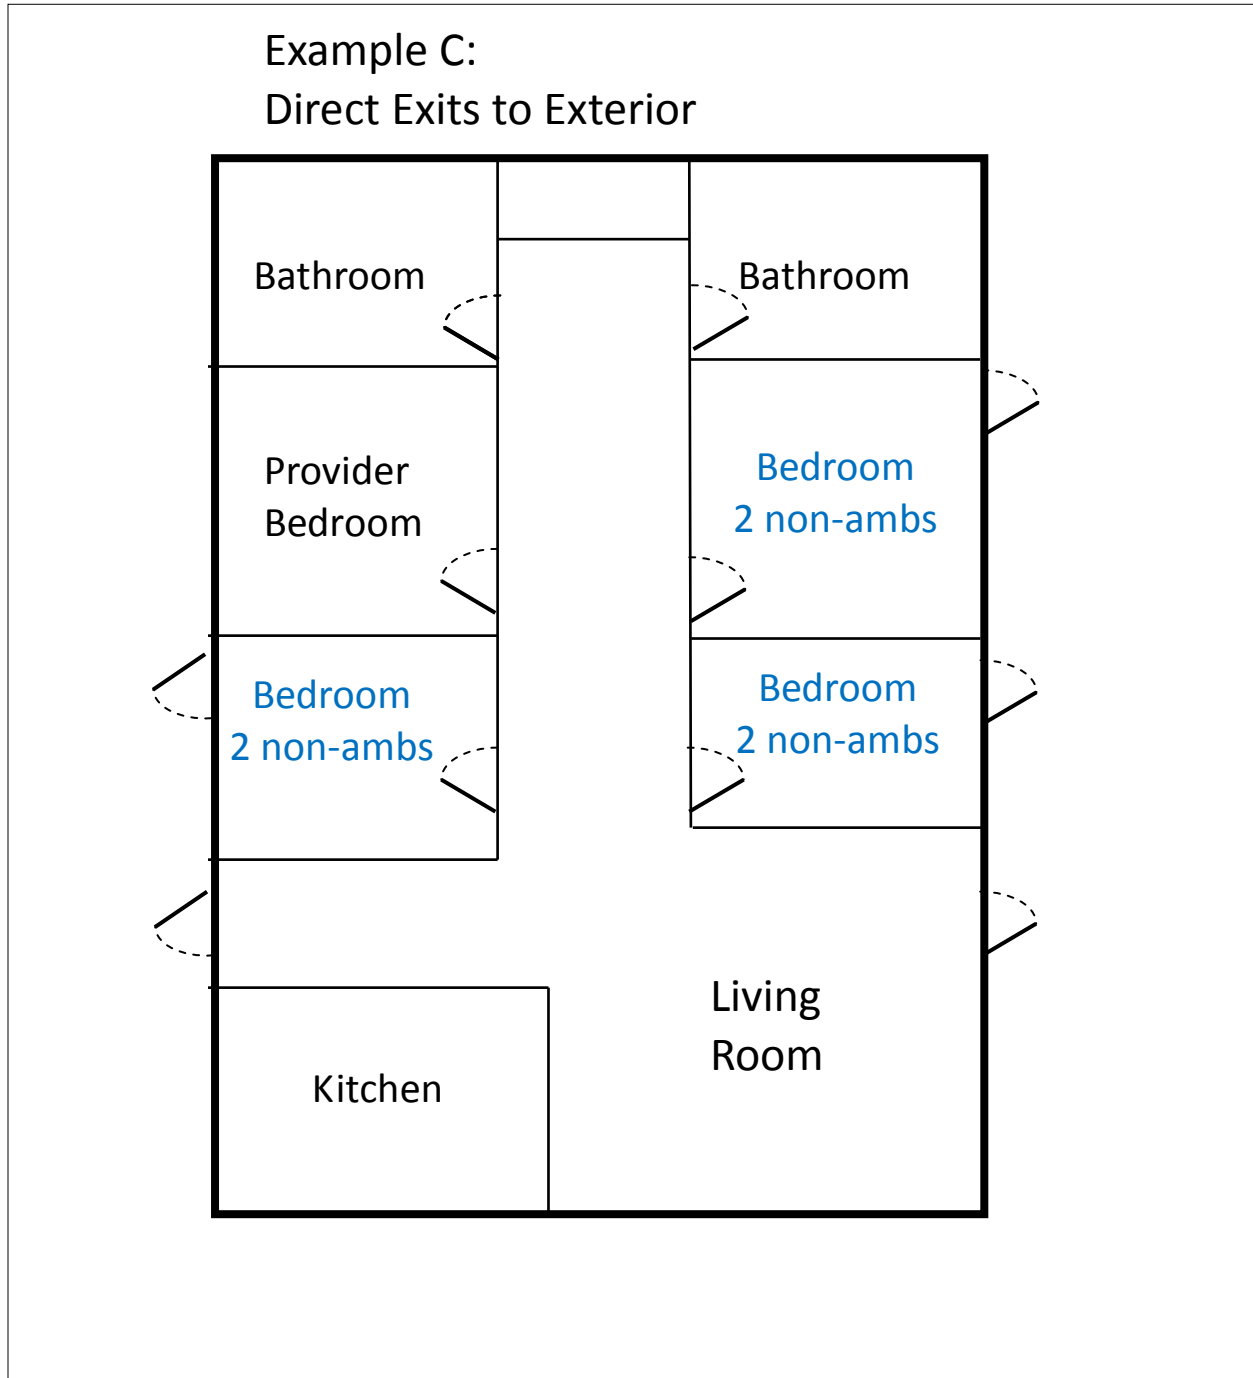 Example C:
Direct Exits to Exterior
Bathroom
Bathroom
Provider
Bedroom
Bedroom
2 non-ambs
Bedroom
2 non-ambs
Bedroom
2 non-ambs
Living
Room
Kitchen